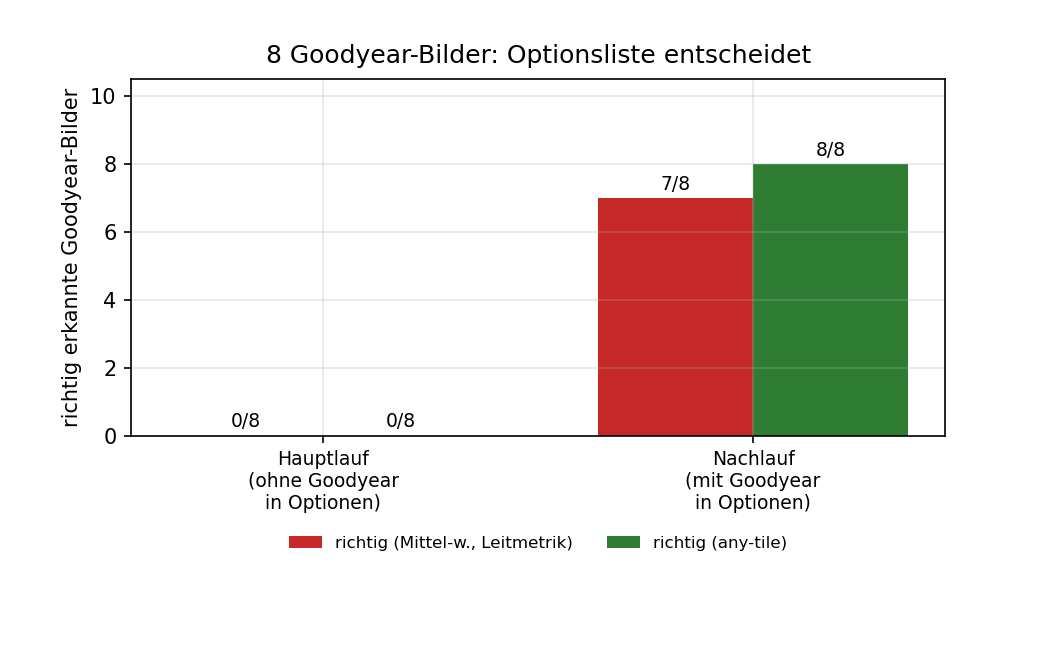 8 Goodyear-Bilder: Optionsliste entscheidet
richtig erkannte Goodyear-Bilder
10
8
6
4
2
0
0/8
0/8
7/8
8/8
Hauptlauf
(ohne Goodyear
in Optionen)
Nachlauf
(mit Goodyear
in Optionen)
richtig (Mittel-w., Leitmetrik)
richtig (any-tile)